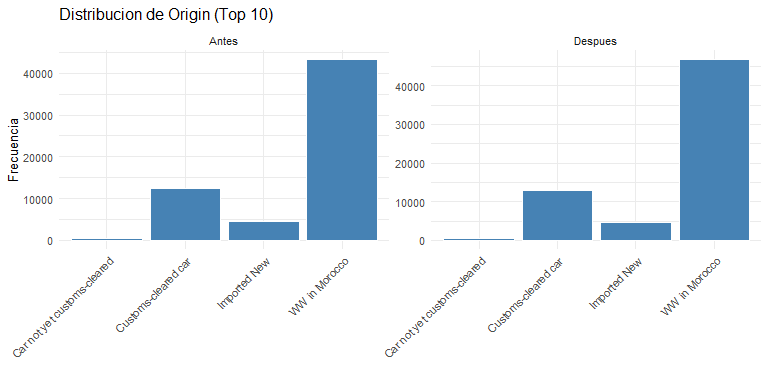 Distribucion de Origin (Top 10)
Antes
Despues
Frecuencia
40000
30000
20000
10000
0
40000
30000
20000
10000
0
Car not yet customs-cleared
Customs-cleared car
Imported New
WW in Morocco
Car not yet customs-cleared
Customs-cleared car
Imported New
WW in Morocco